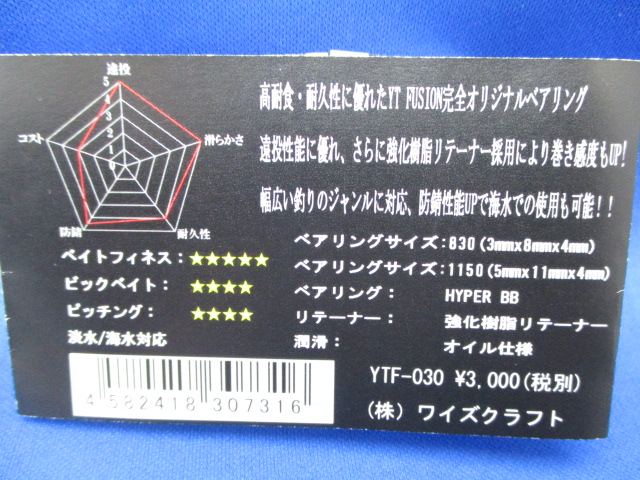 遠投
5
4
3
2
1
0
コスト
滑らかさ
防錆
耐久性
高耐食・耐久性に優れたYT FUSION完全オリジナルベアリング
遠投性能に優れ、さらに強化樹脂リテーナー採用により巻き感度もUP!
幅広い釣りのジャンルに対応、防錆性能UPで海水での使用も可能!!
ベイトフィネス:★★★★★
ビックベイト:★★★★
ピッチング:★★★★
淡水/海水対応
ベアリングサイズ:830(3mmx8mmx4mm)
ベアリングサイズ:1150(5mmx11mmx4mm)
ベアリング: HYPER BB
リテーナー: 強化樹脂リテーナー
潤滑: オイル仕様
4 582418 307316
YTF-030 ¥3,000(税別)
(株) ワイズクラフト